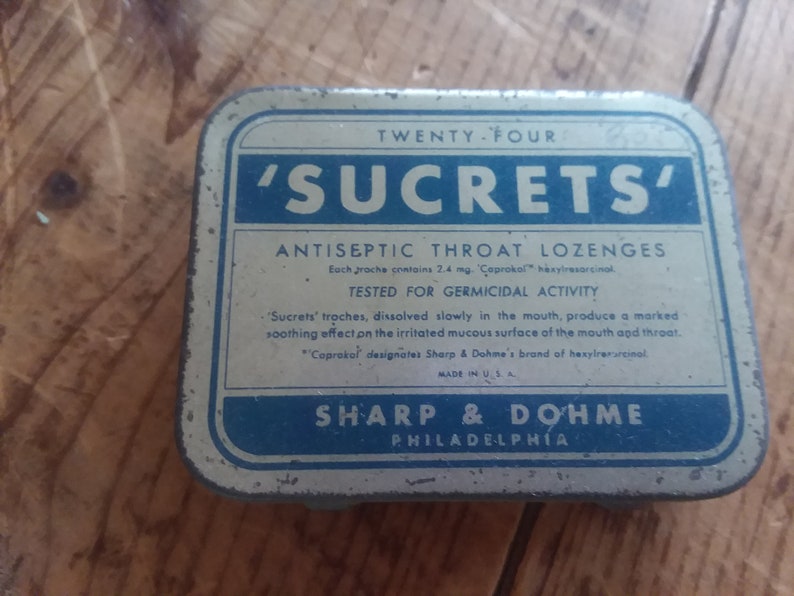 TWENTY-FOUR
'SUCRETS'
ANTISEPTIC THROAT LOZENGES
Each troche contains 2.4 mg. 'Caprokol'* hexylresorcinol.
TESTED FOR GERMICIDAL ACTIVITY
'Sucrets' troches, dissolved slowly in the mouth, produce a marked
soothing effect on the irritated mucous surface of the mouth and throat.
*'Caprokol' designates Sharp & Dohme's brand of hexylresorcinol.
MADE IN U. S. A.
SHARP & DOHME
PHILADELPHIA